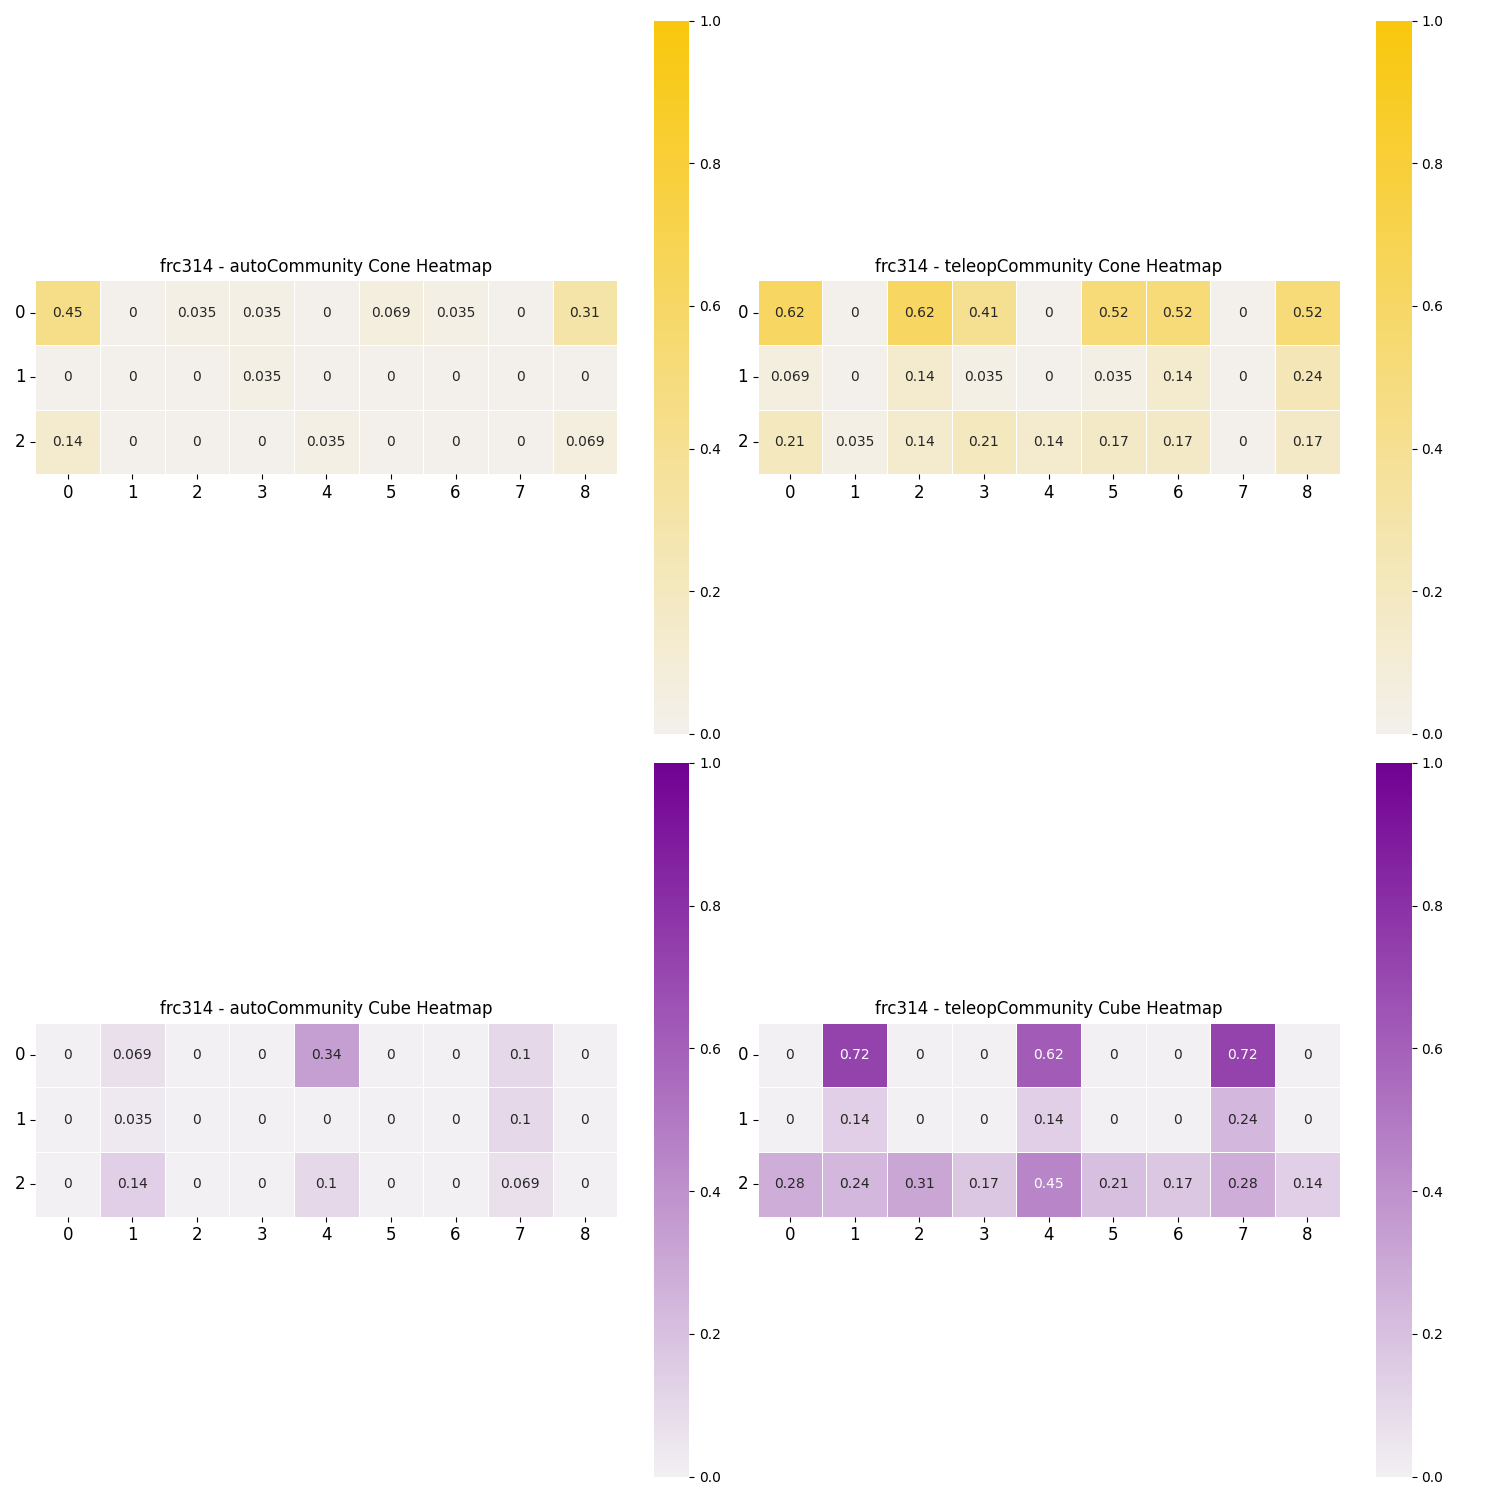 frc314 - autoCommunity Cone Heatmap
0 0.45 0 0.035 0.035 0 0.069 0.035 0 0.31
1 0 0 0 0.035 0 0 0 0 0
2 0.14 0 0 0 0.035 0 0 0 0.069
0 1 2 3 4 5 6 7 8
1.0
0.8
0.6
0.4
0.2
0.0
frc314 - teleopCommunity Cone Heatmap
0 0.62 0 0.62 0.41 0 0.52 0.52 0 0.52
1 0.069 0 0.14 0.035 0 0.035 0.14 0 0.24
2 0.21 0.035 0.14 0.21 0.14 0.17 0.17 0 0.17
0 1 2 3 4 5 6 7 8
1.0
0.8
0.6
0.4
0.2
0.0
frc314 - autoCommunity Cube Heatmap
0 0 0.069 0 0 0.34 0 0 0.1 0
1 0 0.035 0 0 0 0 0 0.1 0
2 0 0.14 0 0 0.1 0 0 0.069 0
0 1 2 3 4 5 6 7 8
1.0
0.8
0.6
0.4
0.2
0.0
frc314 - teleopCommunity Cube Heatmap
0 0 0.72 0 0 0.62 0 0 0.72 0
1 0 0.14 0 0 0.14 0 0 0.24 0
2 0.28 0.24 0.31 0.17 0.45 0.21 0.17 0.28 0.14
0 1 2 3 4 5 6 7 8
1.0
0.8
0.6
0.4
0.2
0.0